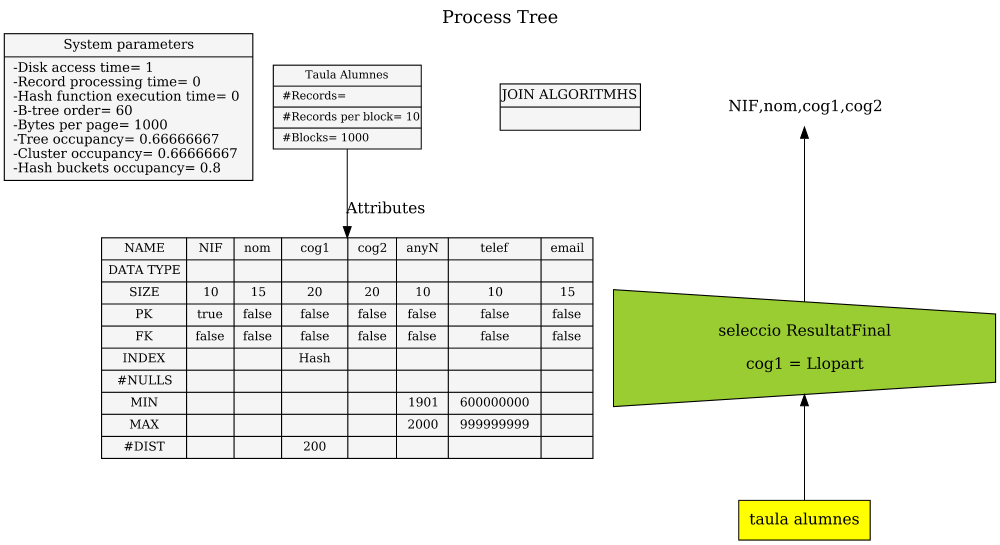 Process Tree
System parameters
-Disk access time= 1
-Record processing time= 0
-Hash function execution time= 0
-B-tree order= 60
-Bytes per page= 1000
-Tree occupancy= 0.66666667
-Cluster occupancy= 0.66666667
-Hash buckets occupancy= 0.8
Taula Alumnes
#Records=
#Records per block= 10
#Blocks= 1000
JOIN ALGORITMHS
NIF,nom,cog1,cog2
Attributes
NAME NIF nom cog1 cog2 anyN telef email
DATA TYPE
SIZE 10 15 20 20 10 10 15
PK true false false false false false false
FK false false false false false false false
INDEX Hash
#NULLS
MIN 1901 600000000
MAX 2000 999999999
#DIST 200
seleccio ResultatFinal
cog1 = Llopart
taula alumnes